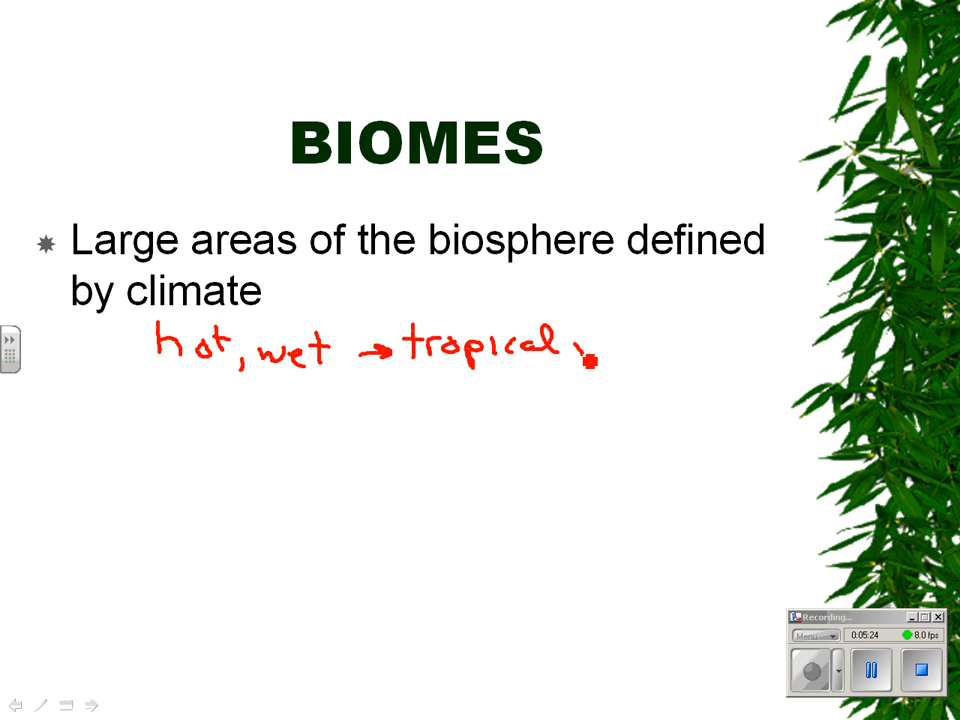 BIOMES
Large areas of the biosphere defined
by climate
hot, wet → tropical
Recording...
Menu
0:05:24
8.0 fps